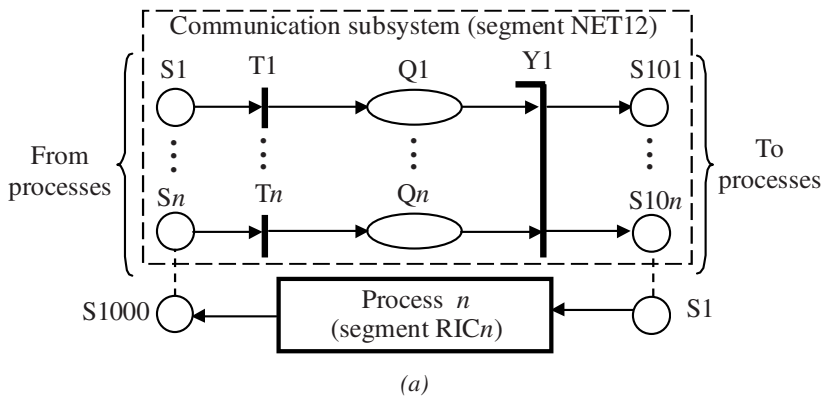 Communication subsystem (segment NET12)
S1 T1 Q1 Y1 S101
From processes
To processes
Sn Tn Qn S10n
S1000
Process n
(segment RICn)
S1
(a)